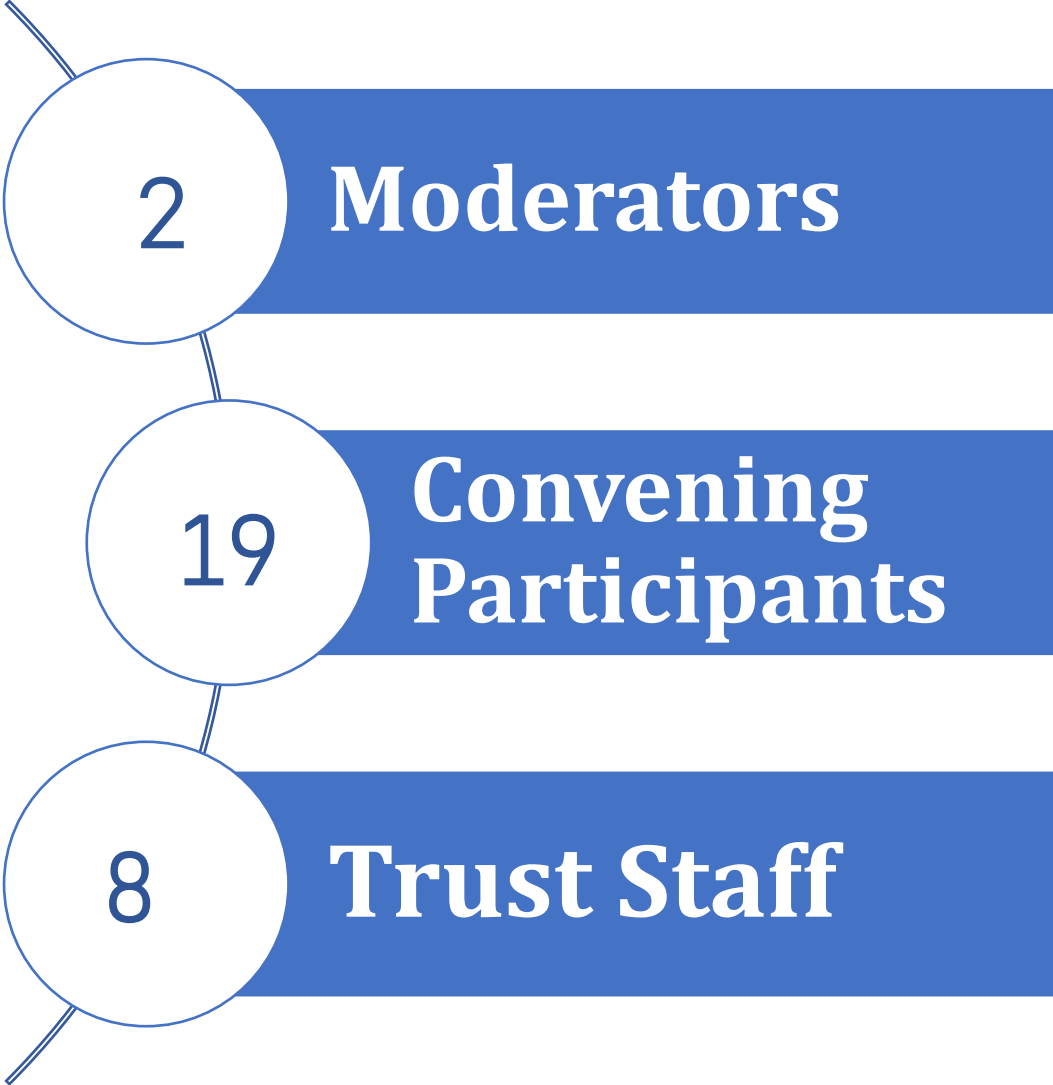 2
Moderators
19
Convening
Participants
8
Trust Staff